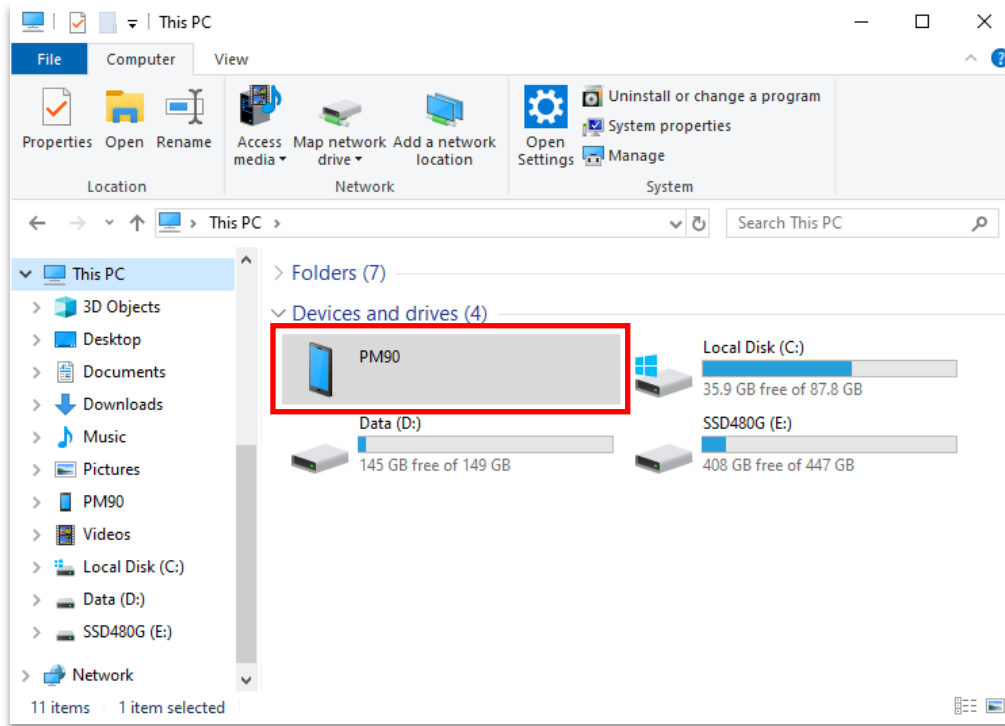 This PC
File Computer View
Properties Open Rename
Access media Map network drive Add a network location
Open Settings
Uninstall or change a program
System properties
Manage
Location Network System
This PC
Search This PC
This PC
3D Objects
Desktop
Documents
Downloads
Music
Pictures
PM90
Videos
Local Disk (C:)
Data (D:)
SSD480G (E:)
Network
Folders (7)
Devices and drives (4)
PM90
Local Disk (C:)
35.9 GB free of 87.8 GB
Data (D:)
145 GB free of 149 GB
SSD480G (E:)
408 GB free of 447 GB
11 items 1 item selected